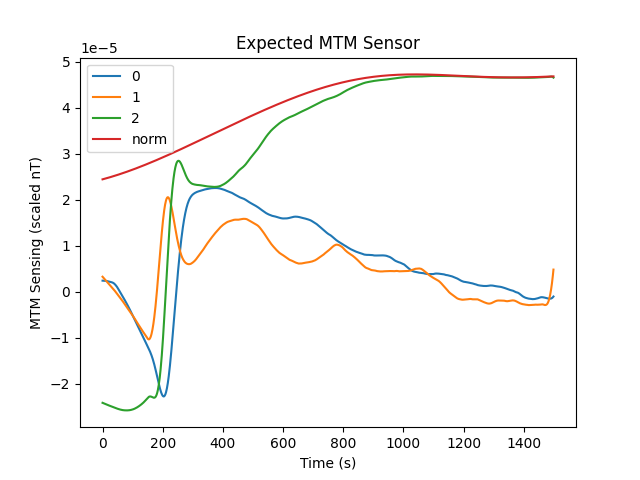 Expected MTM Sensor
1e−5
5
4
3
2
1
0
−1
−2
MTM Sensing (scaled nT)
0
1
2
norm
0 200 400 600 800 1000 1200 1400
Time (s)